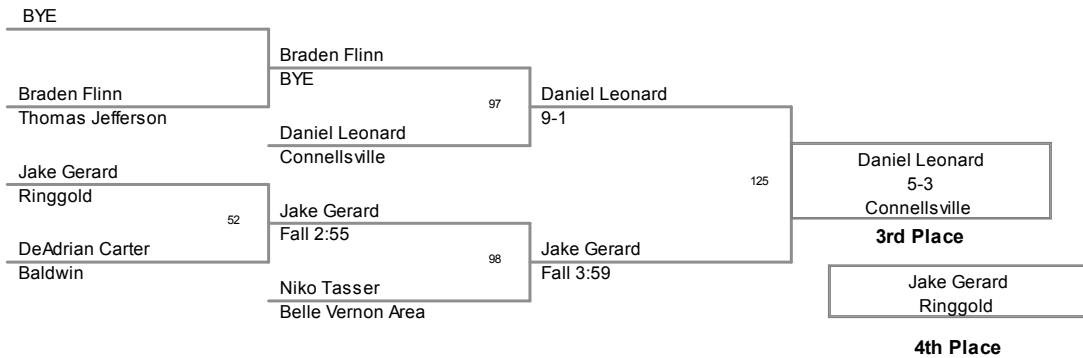 BYE
Braden Flinn
Thomas Jefferson
Jake Gerard
Ringgold
52
DeAdrian Carter
Baldwin
Braden Flinn
BYE
97
Daniel Leonard
Connellsville
Jake Gerard
Fall 2:55
98
Niko Tasser
Belle Vernon Area
Daniel Leonard
9-1
125
Jake Gerard
Fall 3:59
Daniel Leonard
5-3
Connellsville
3rd Place
Jake Gerard
Ringgold
4th Place